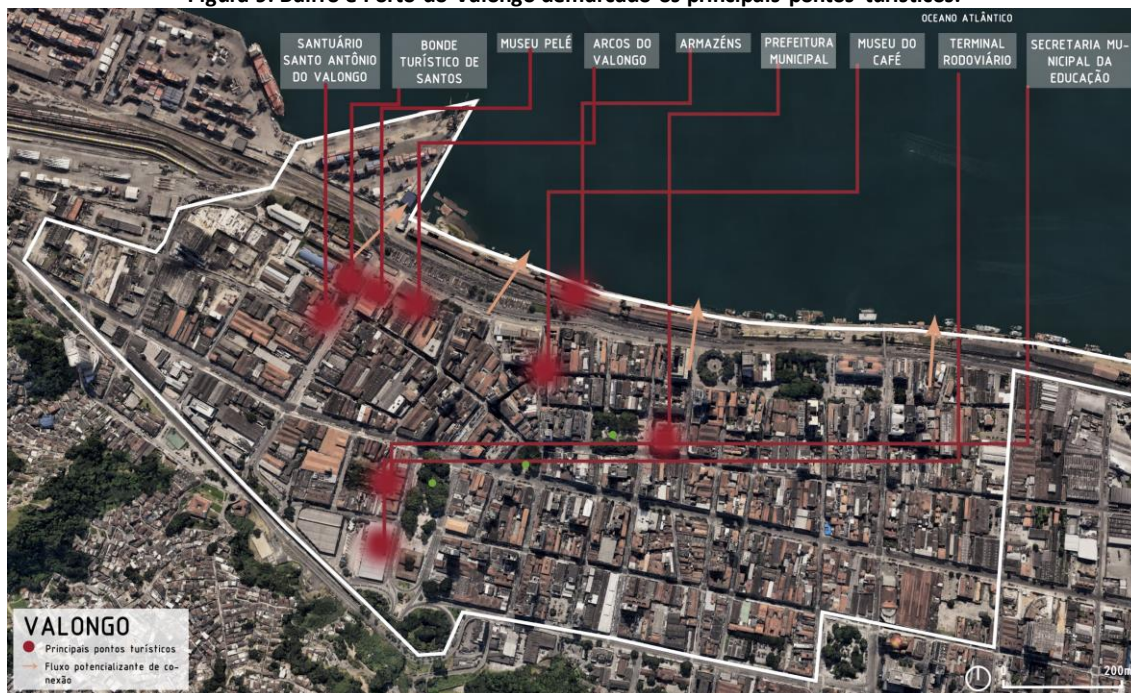 Figura 9: Bairro e Porto do Valongo demarcado os principais pontos turísticos.
OCEANO ATLÂNTICO
SANTUÁRIO
SANTO ANTÔNIO
DO VALONGO
BONDE
TURÍSTICO DE
SANTOS
MUSEU PELÉ
ARCOS DO
VALONGO
ARMAZÉNS
PREFEITURA
MUNICIPAL
MUSEU DO
CAFÉ
TERMINAL
RODOVIÁRIO
SECRETARIA MU-
NICIPAL DA
EDUCAÇÃO
VALONGO
Principais pontos turísticos
Fluxo potencializante de co-
nexão
0
200m